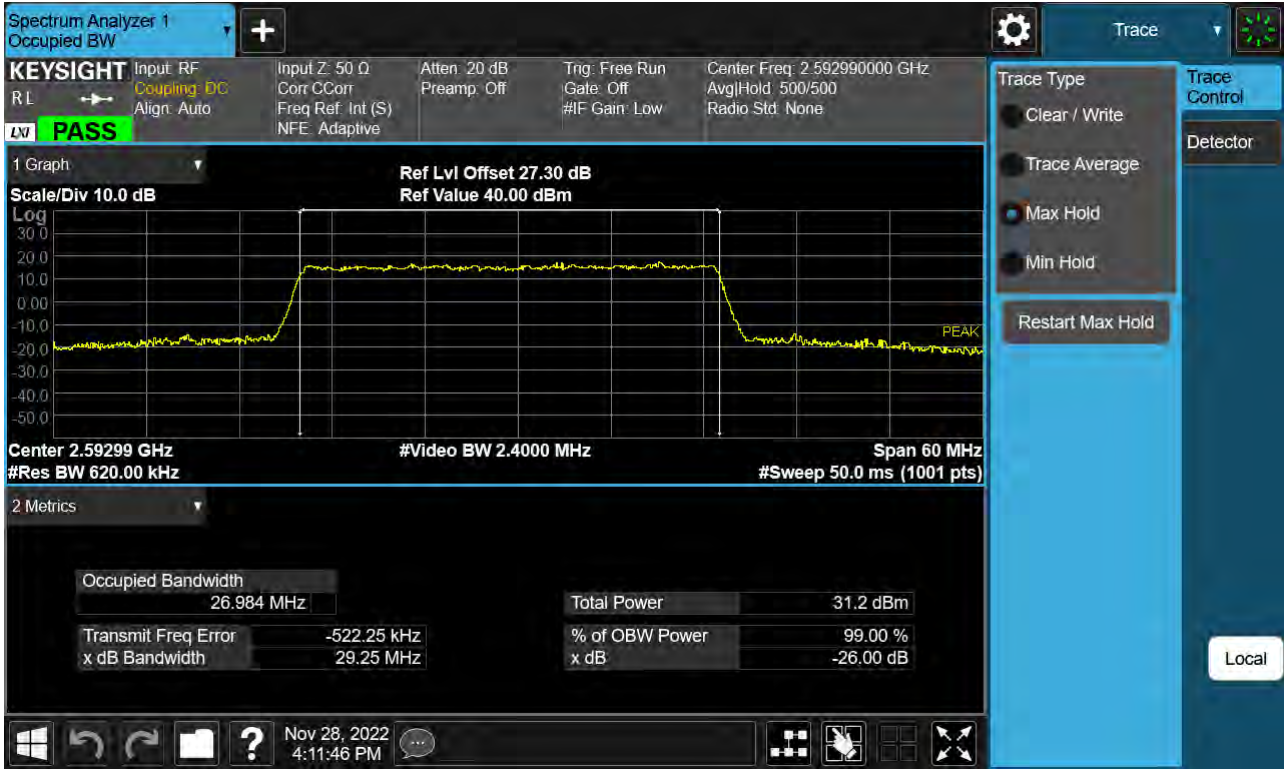 Spectrum Analyzer 1
Occupied BW
+
Trace
KEYSIGHT
R L
LXI
PASS
Input: RF
Coupling: DC
Align: Auto
Input Z: 50 Ω
Corr CCorr
Freq Ref: Int (S)
NFE: Adaptive
Atten: 20 dB
Preamp: Off
Trig: Free Run
Gate: Off
#IF Gain: Low
Center Freq: 2.592990000 GHz
Avg|Hold: 500/500
Radio Std: None
1 Graph
Scale/Div 10.0 dB
Ref Lvl Offset 27.30 dB
Ref Value 40.00 dBm
Log
30.0
20.0
10.0
0.00
-10.0
-20.0
-30.0
-40.0
-50.0
PEAK
Center 2.59299 GHz
#Video BW 2.4000 MHz
Span 60 MHz
#Res BW 620.00 kHz
#Sweep 50.0 ms (1001 pts)
2 Metrics
Occupied Bandwidth
26.984 MHz
Total Power 31.2 dBm
Transmit Freq Error -522.25 kHz
% of OBW Power 99.00 %
x dB Bandwidth 29.25 MHz
x dB -26.00 dB
Trace Type
Clear / Write
Trace Average
Max Hold
Min Hold
Restart Max Hold
Trace
Control
Detector
Local
?
Nov 28, 2022
4:11:46 PM